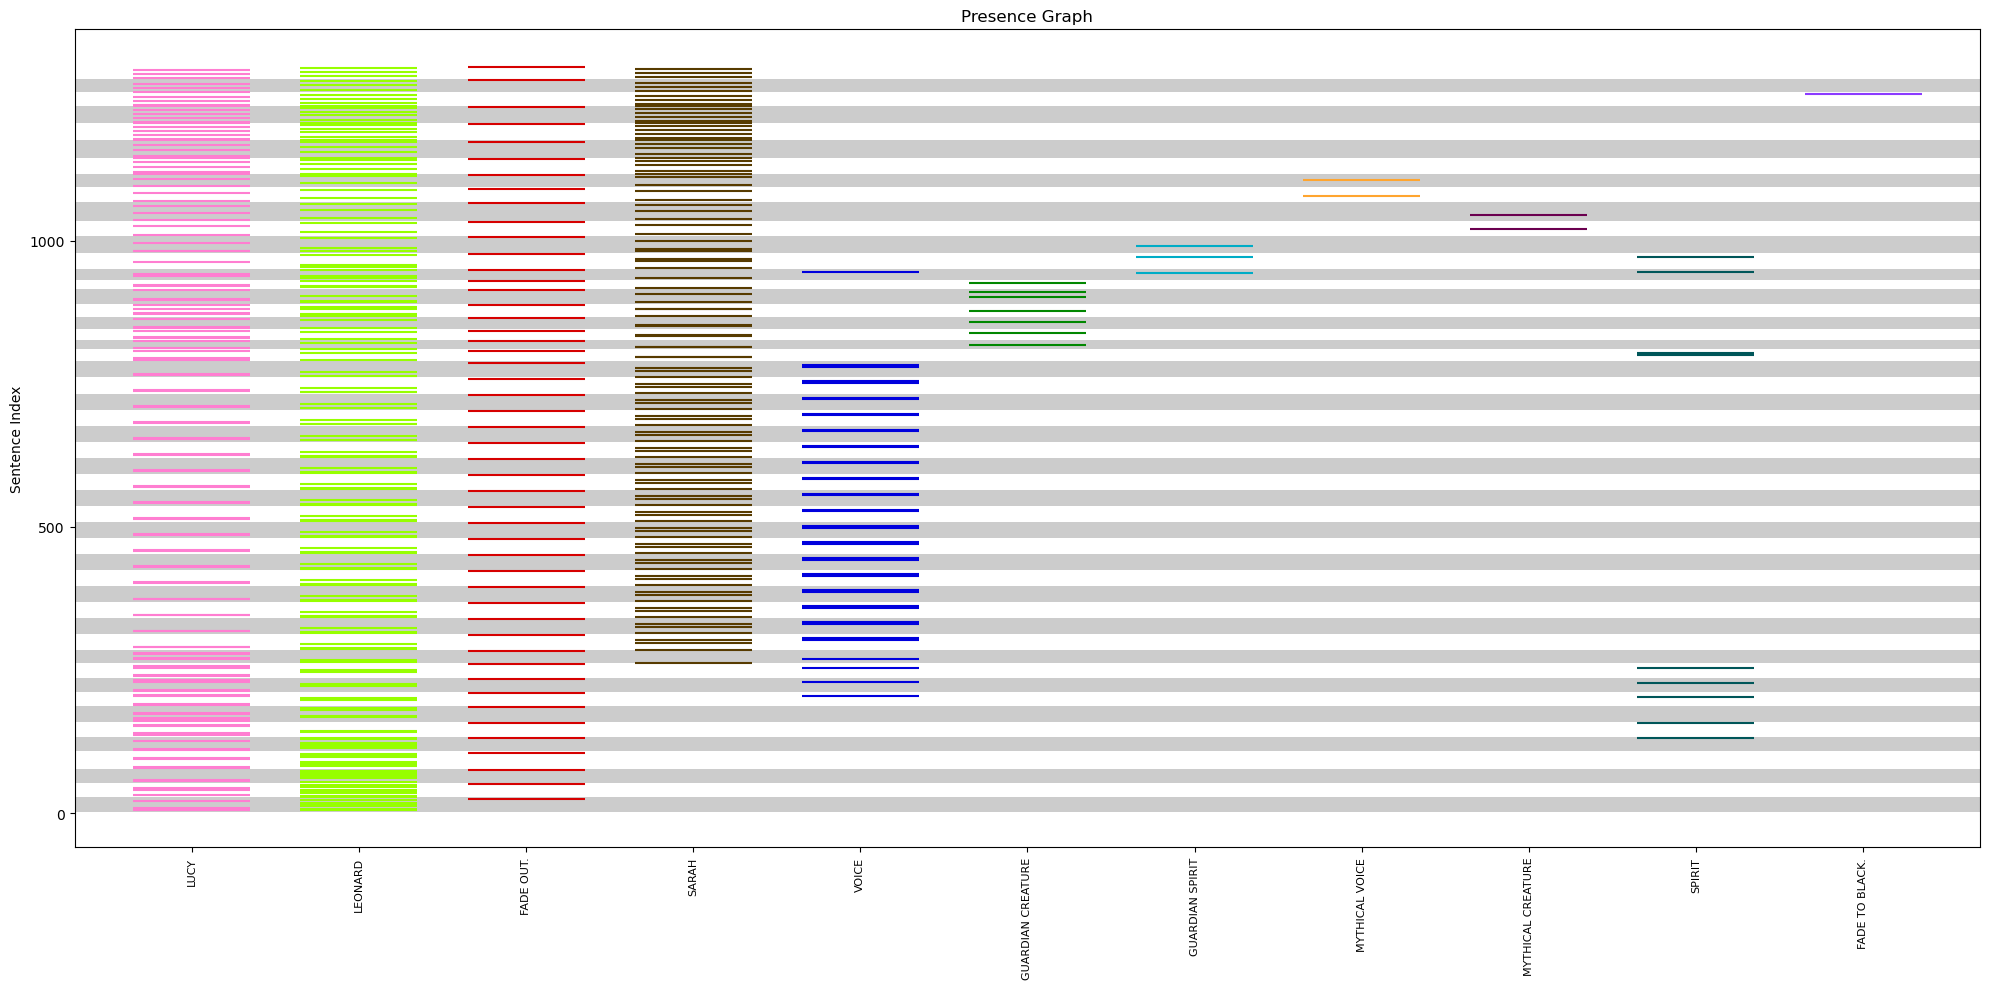 Presence Graph
Sentence Index
1000
500
0
LUCY
LEONARD
FADE OUT.
SARAH
VOICE
GUARDIAN CREATURE
GUARDIAN SPIRIT
MYTHICAL VOICE
MYTHICAL CREATURE
SPIRIT
FADE TO BLACK.